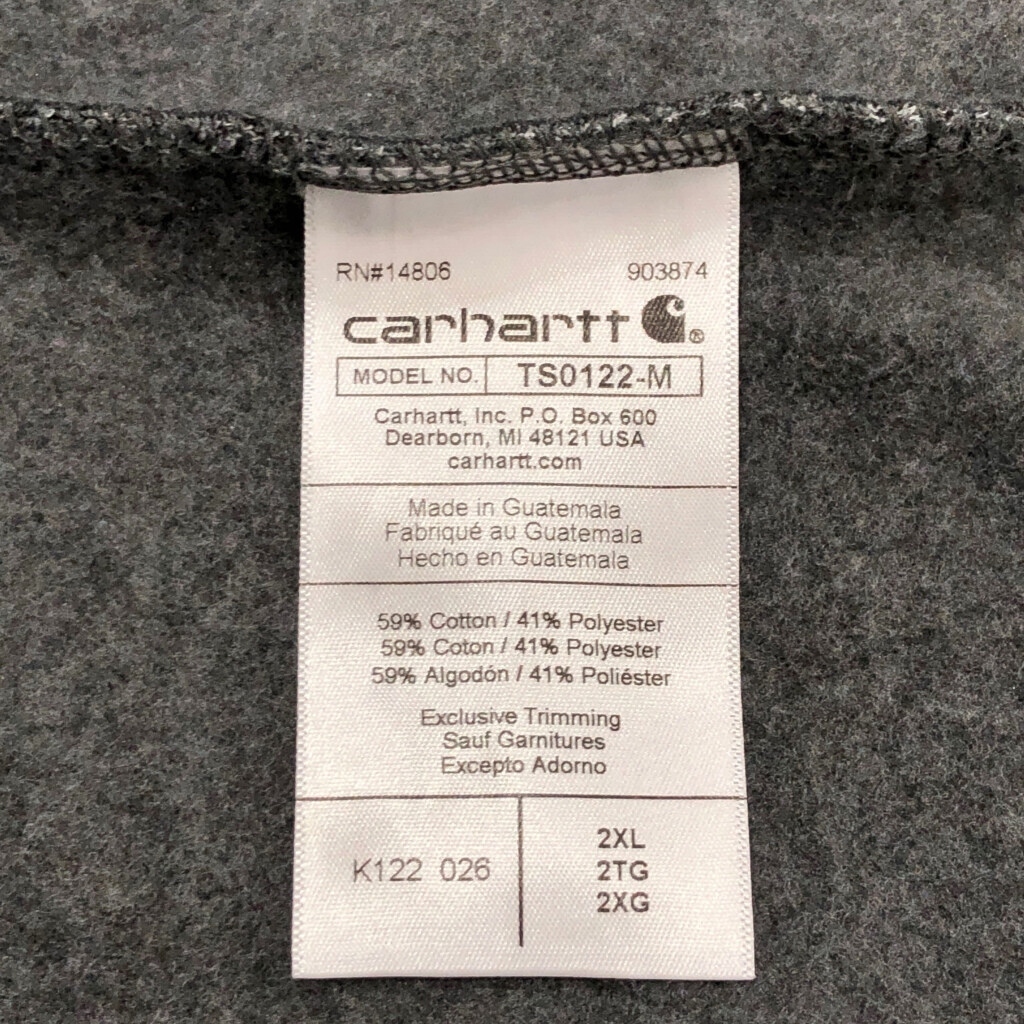 RN#14806 903874
carhartt ®
MODEL NO. TS0122-M
Carhartt, Inc. P.O. Box 600
Dearborn, MI 48121 USA
carhartt.com
Made in Guatemala
Fabriqué au Guatemala
Hecho en Guatemala
59% Cotton / 41% Polyester
59% Coton / 41% Polyester
59% Algodón / 41% Poliéster
Exclusive Trimming
Sauf Garnitures
Excepto Adorno
K122 026
2XL
2TG
2XG